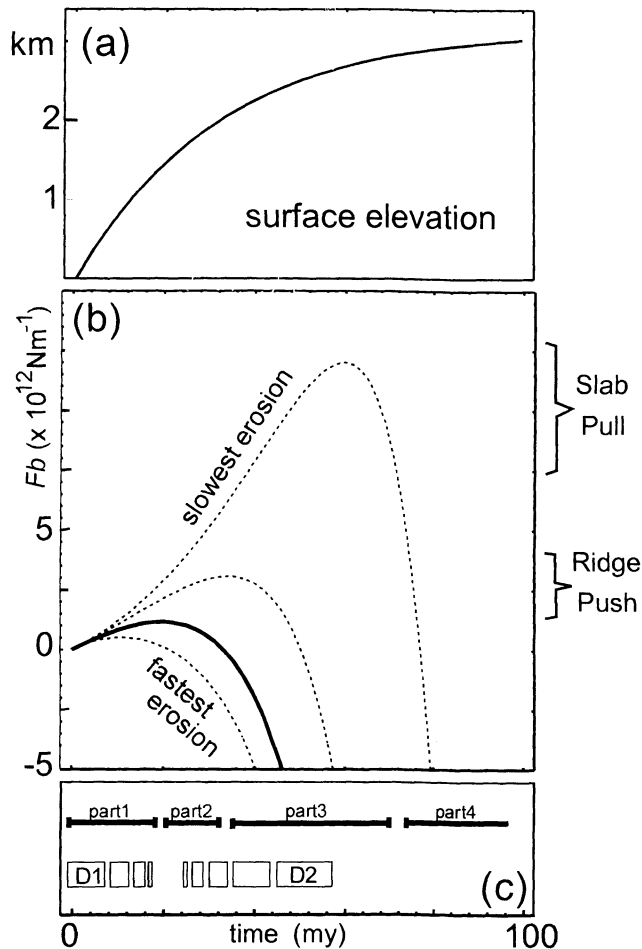 km
(a)
2
1
surface elevation
(b)
Fb (x 10¹²Nm⁻¹)
slowest erosion
5
0
-5
fastest
erosion
Slab
Pull
Ridge
Push
part1
part2
part3
part4
D1
D2
(c)
0
time (my)
100